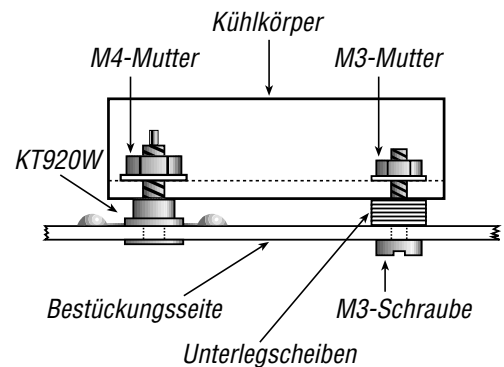 Kühlkörper
M4-Mutter
M3-Mutter
KT920W
Bestückungsseite
M3-Schraube
Unterlegscheiben